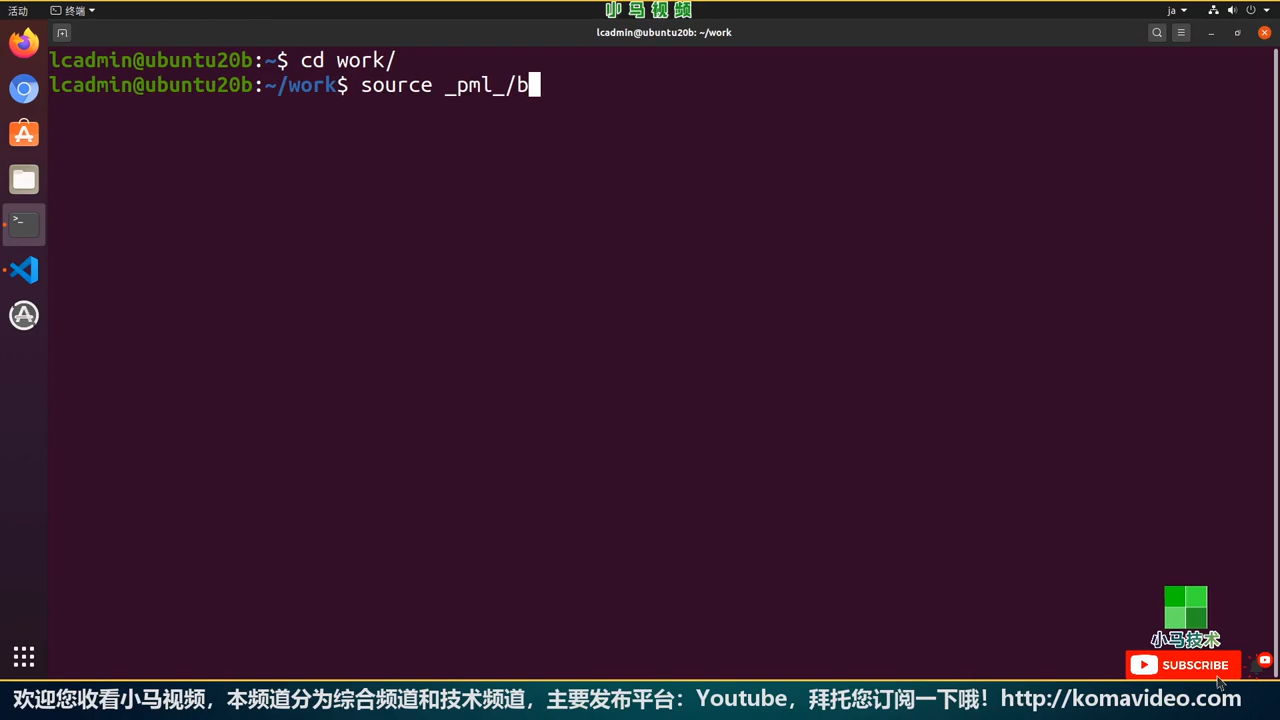 活动
终端
小马视频
ja
lcadmin@ubuntu20b: ~/work
lcadmin@ubuntu20b:~$ cd work/
lcadmin@ubuntu20b:~/work$ source _pml_/b
小马技术
SUBSCRIBE
欢迎您收看小马视频，本频道分为综合频道和技术频道，主要发布平台：Youtube，拜托您订阅一下哦！http://komavideo.com